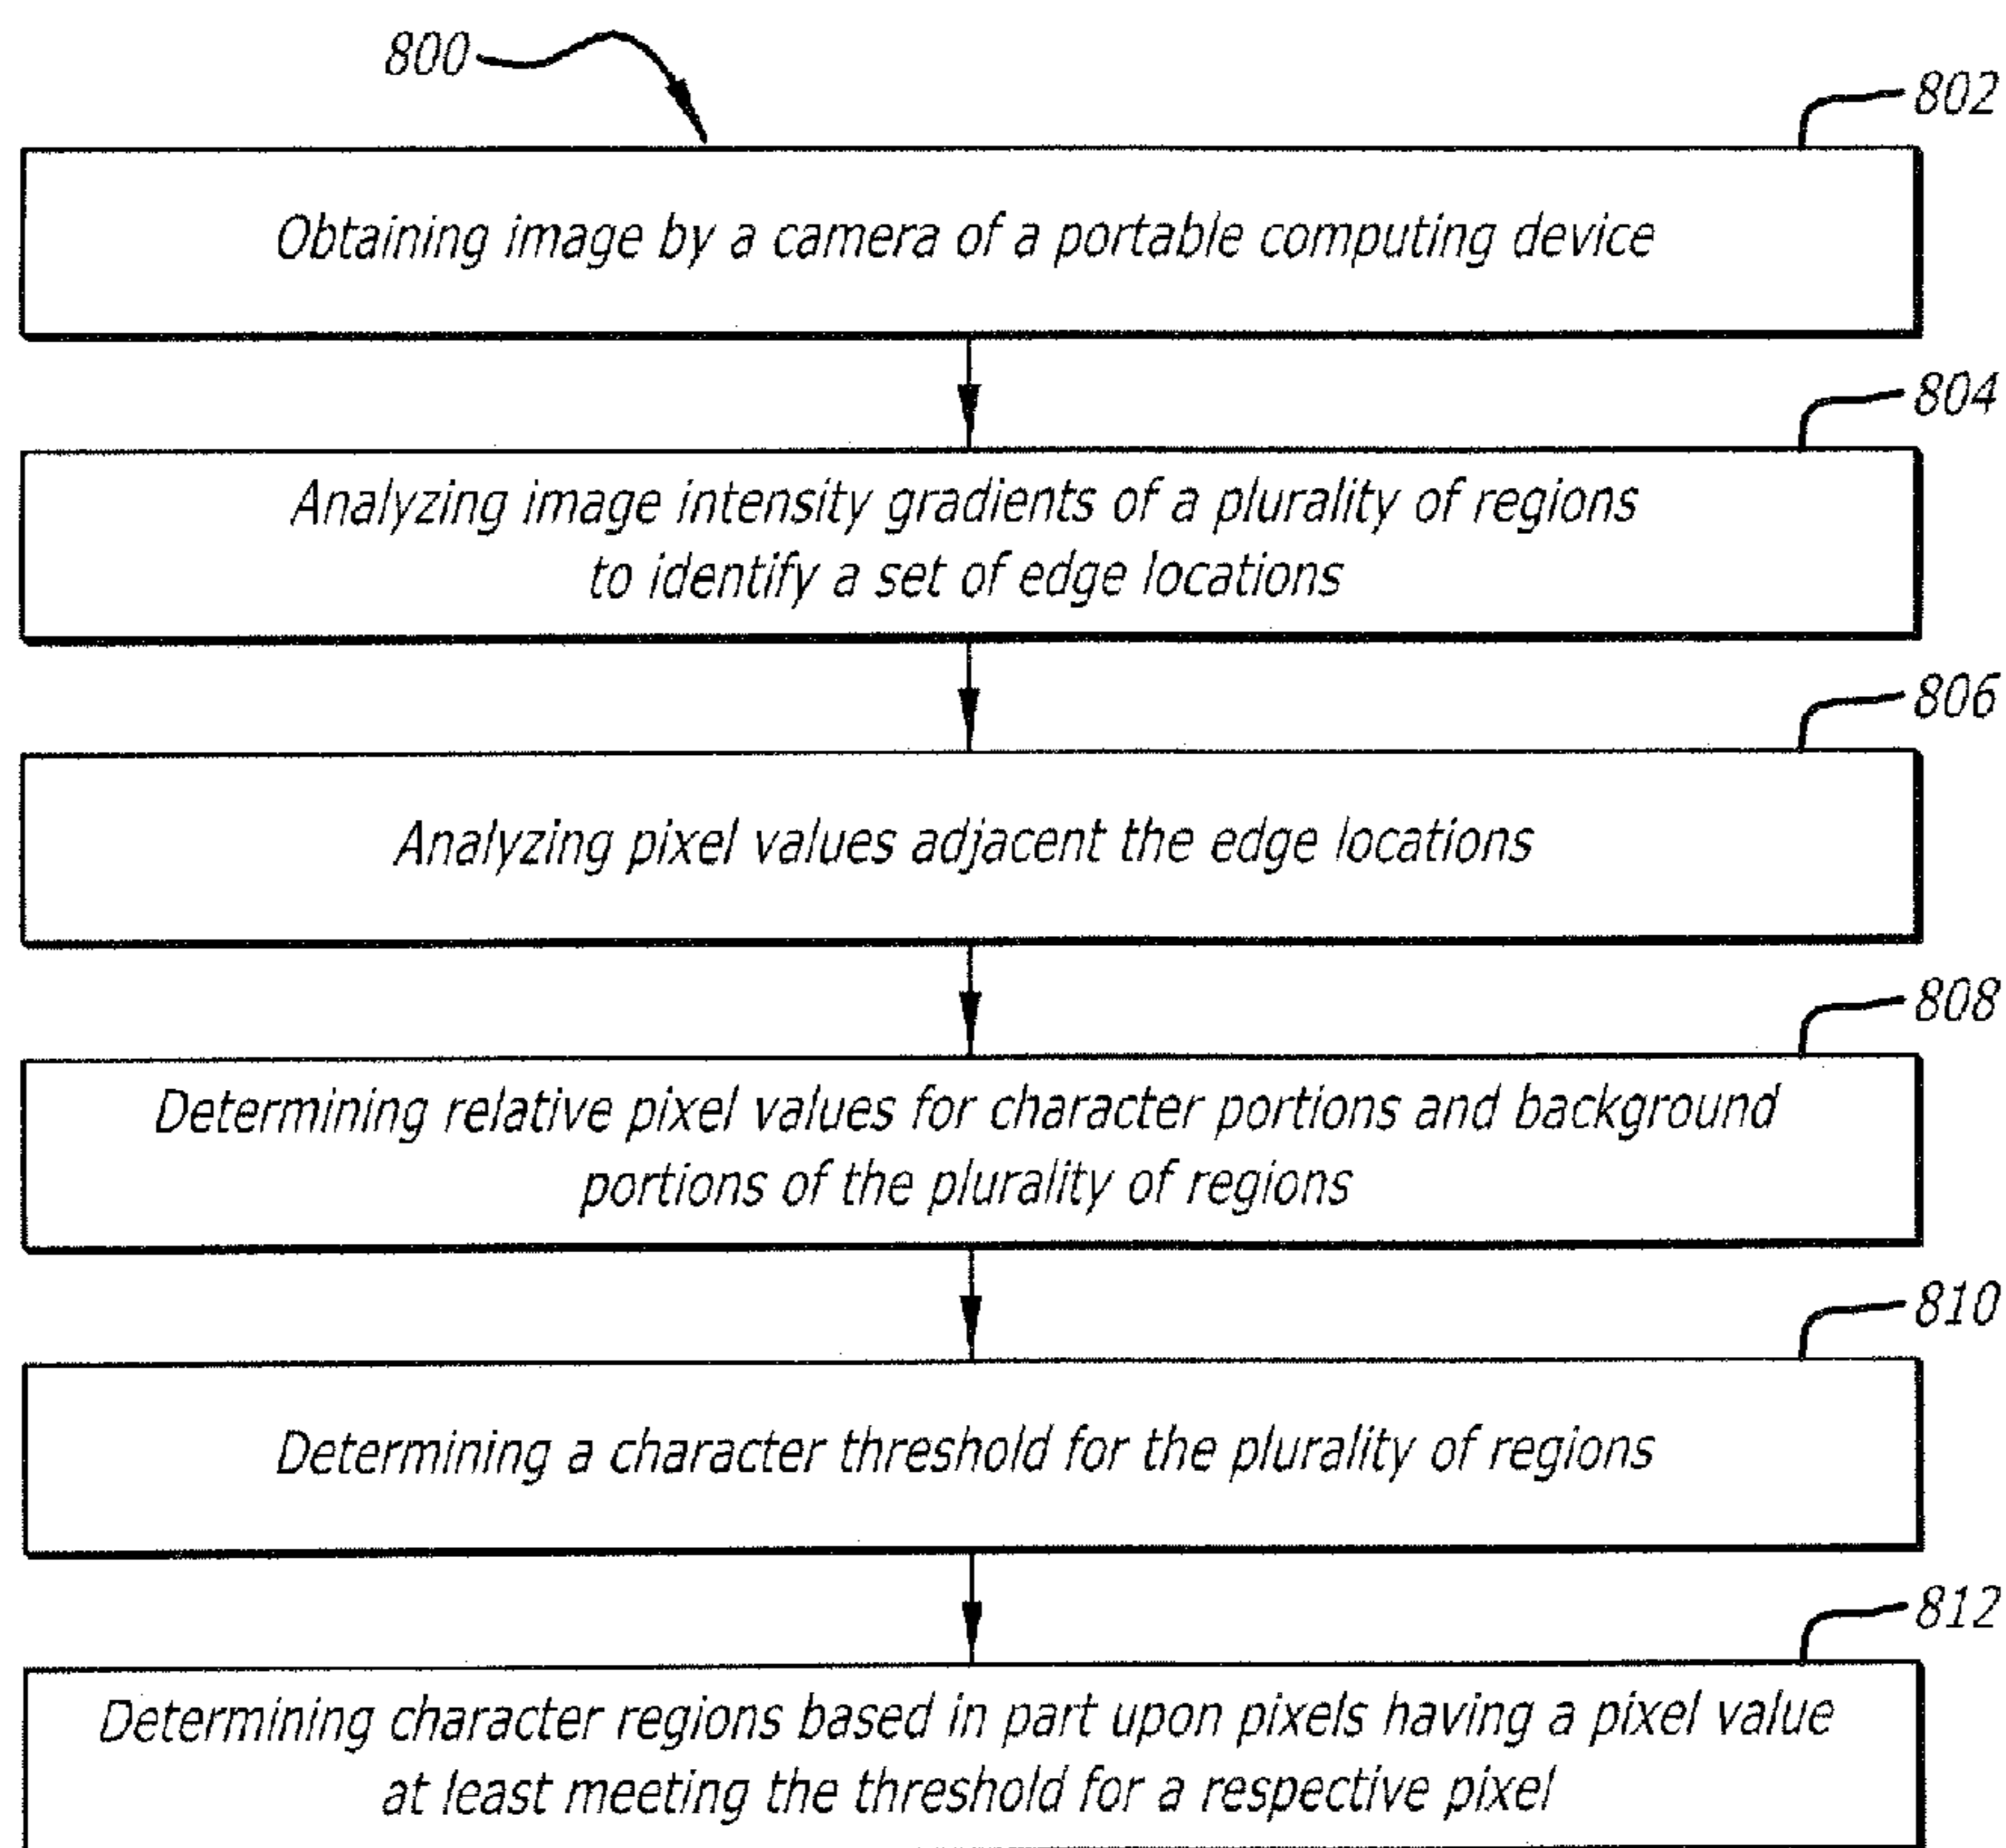 800
802
Obtaining image by a camera of a portable computing device
804
Analyzing image intensity gradients of a plurality of regions
to identify a set of edge locations
806
Analyzing pixel values adjacent the edge locations
808
Determining relative pixel values for character portions and background
portions of the plurality of regions
810
Determining a character threshold for the plurality of regions
812
Determining character regions based in part upon pixels having a pixel value
at least meeting the threshold for a respective pixel